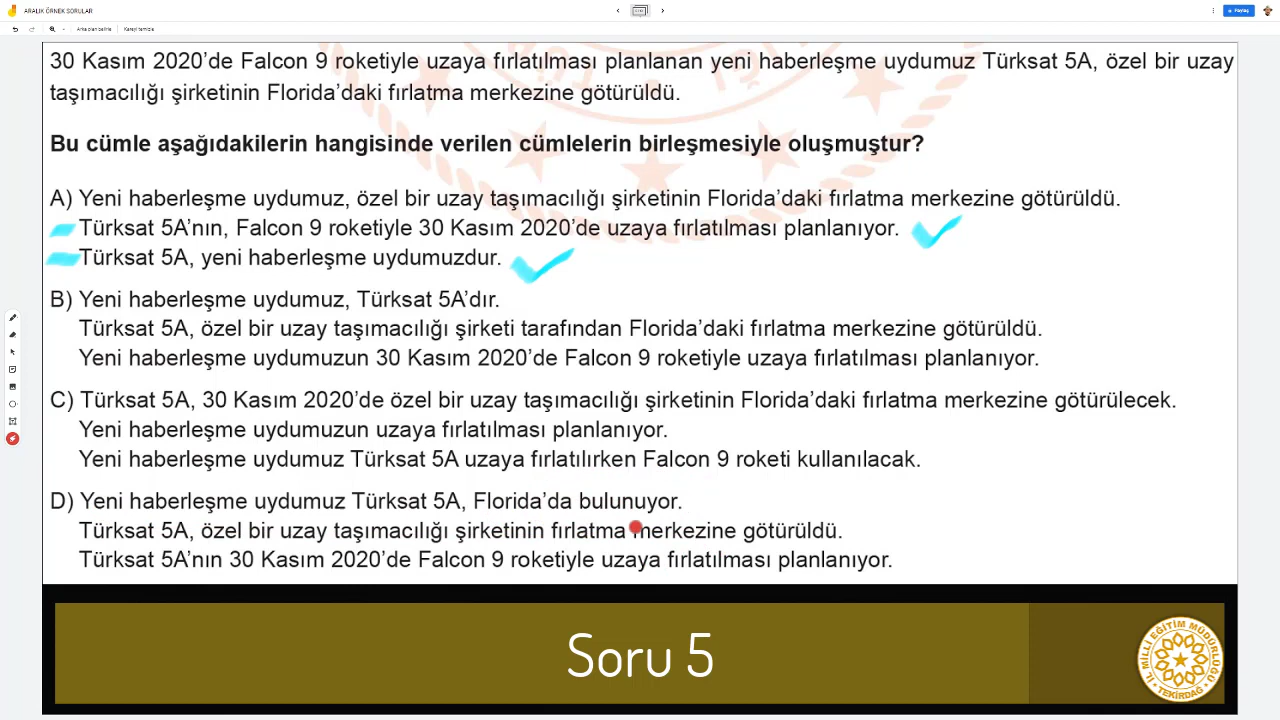 ARALIK ÖRNEK SORULAR
Paylaş
Arka plan belirle
Kareyi temizle
30 Kasım 2020’de Falcon 9 roketiyle uzaya fırlatılması planlanan yeni haberleşme uydumuz Türksat 5A, özel bir uzay
taşımacılığı şirketinin Florida’daki fırlatma merkezine götürüldü.
Bu cümle aşağıdakilerin hangisinde verilen cümlelerin birleşmesiyle oluşmuştur?
A) Yeni haberleşme uydumuz, özel bir uzay taşımacılığı şirketinin Florida’daki fırlatma merkezine götürüldü.
Türksat 5A’nın, Falcon 9 roketiyle 30 Kasım 2020’de uzaya fırlatılması planlanıyor.
Türksat 5A, yeni haberleşme uydumuzdur.
B) Yeni haberleşme uydumuz, Türksat 5A’dır.
Türksat 5A, özel bir uzay taşımacılığı şirketi tarafından Florida’daki fırlatma merkezine götürüldü.
Yeni haberleşme uydumuzun 30 Kasım 2020’de Falcon 9 roketiyle uzaya fırlatılması planlanıyor.
C) Türksat 5A, 30 Kasım 2020’de özel bir uzay taşımacılığı şirketinin Florida’daki fırlatma merkezine götürülecek.
Yeni haberleşme uydumuzun uzaya fırlatılması planlanıyor.
Yeni haberleşme uydumuz Türksat 5A uzaya fırlatılırken Falcon 9 roketi kullanılacak.
D) Yeni haberleşme uydumuz Türksat 5A, Florida’da bulunuyor.
Türksat 5A, özel bir uzay taşımacılığı şirketinin fırlatma merkezine götürüldü.
Türksat 5A’nın 30 Kasım 2020’de Falcon 9 roketiyle uzaya fırlatılması planlanıyor.
Soru 5
İL MİLLİ EĞİTİM MÜDÜRLÜĞÜ
• TEKİRDAĞ •